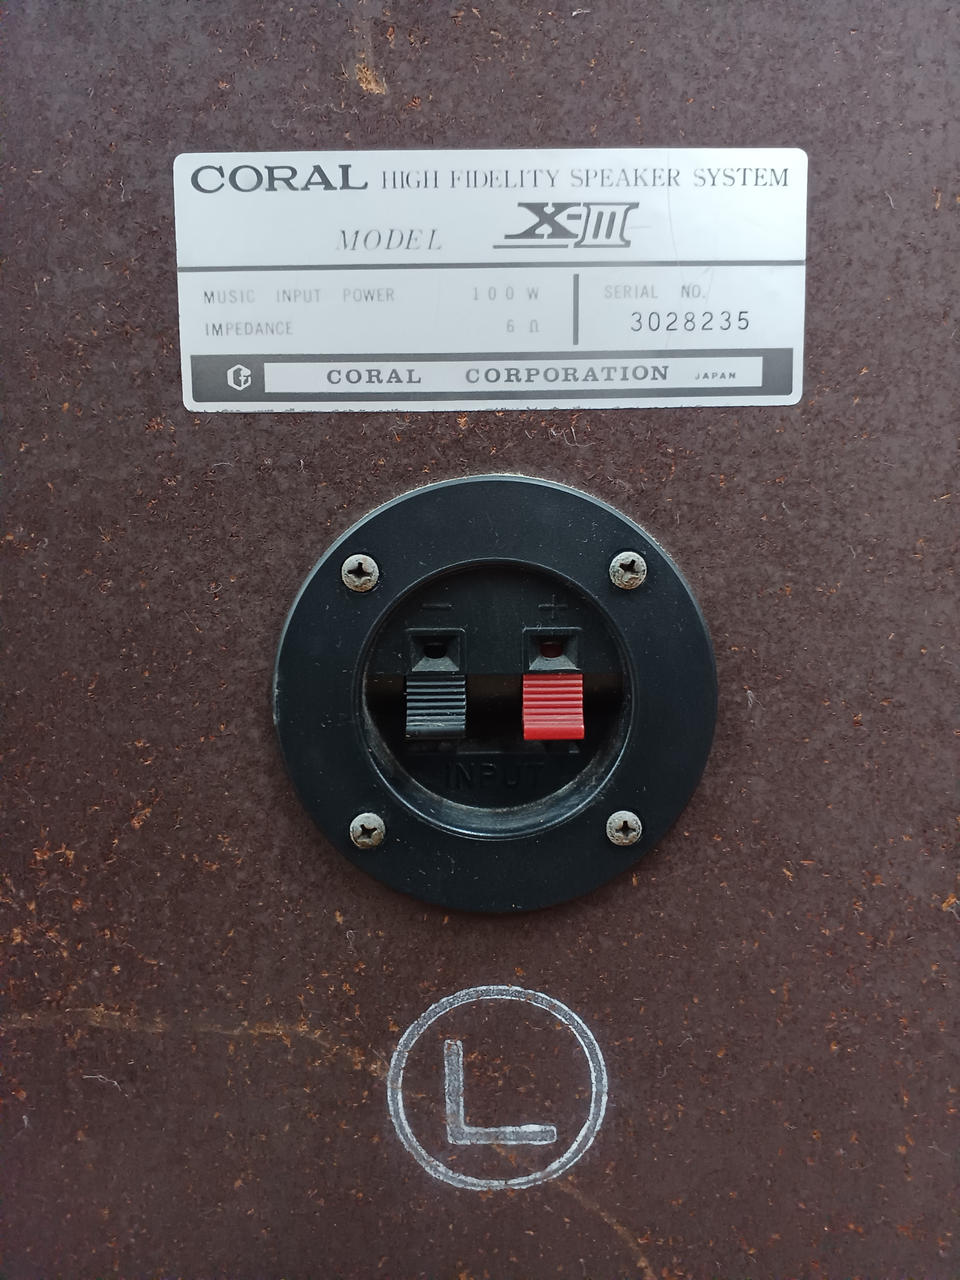 CORAL HIGH FIDELITY SPEAKER SYSTEM
MODEL X-III
MUSIC INPUT POWER 100W
IMPEDANCE 6 Ω
SERIAL NO.
3028235
CORAL CORPORATION JAPAN
− +
INPUT
L